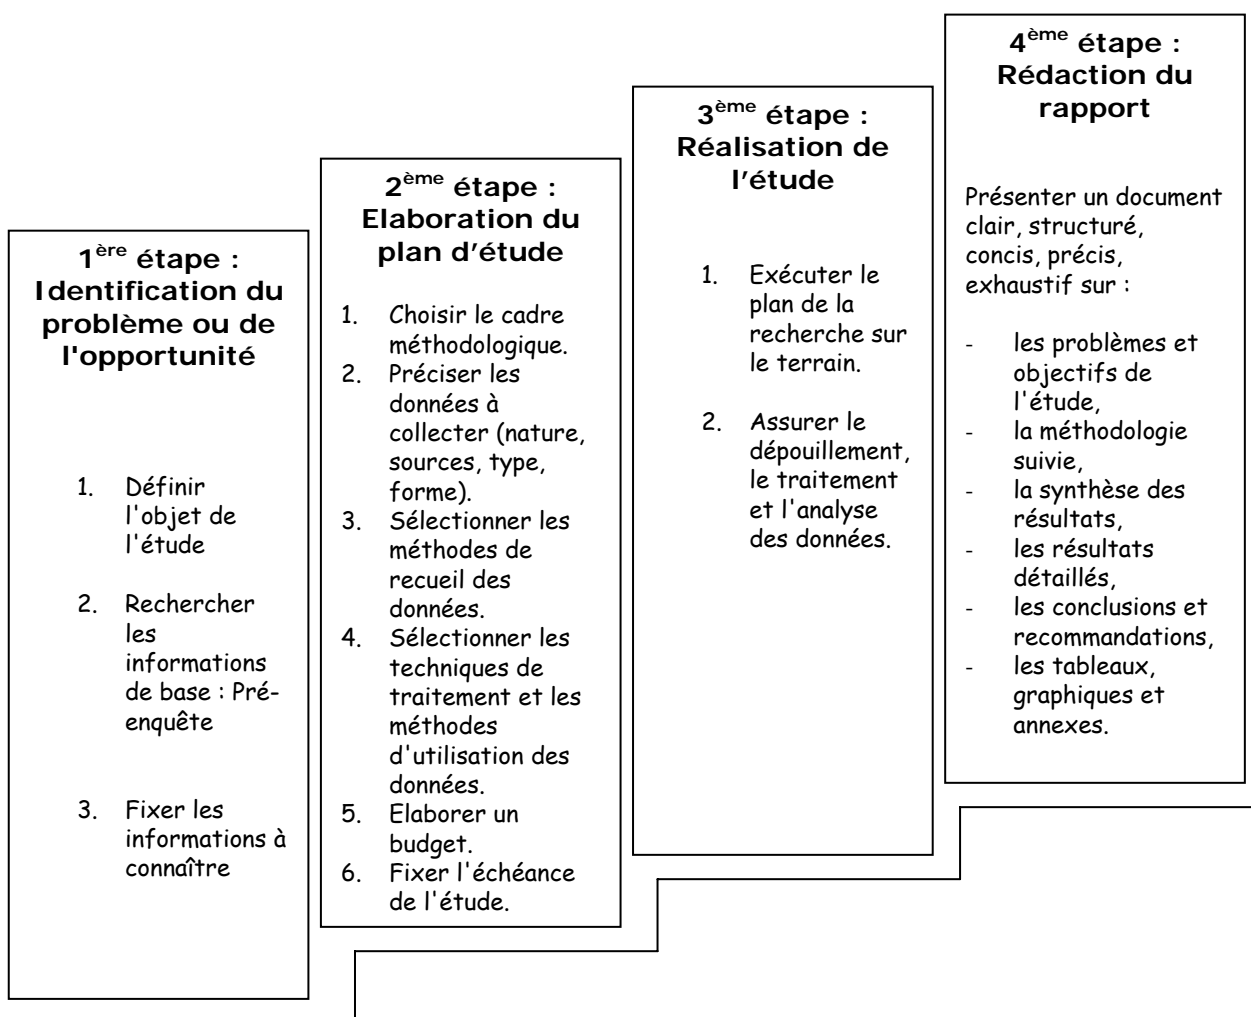 1ère étape :
Identification du
problème ou de
l'opportunité
1. Définir
l'objet de
l'étude
2. Rechercher
les
informations
de base : Pré-
enquête
3. Fixer les
informations à
connaître
2ème étape :
Elaboration du
plan d’étude
1. Choisir le cadre
méthodologique.
2. Préciser les
données à
collecter (nature,
sources, type,
forme).
3. Sélectionner les
méthodes de
recueil des
données.
4. Sélectionner les
techniques de
traitement et les
méthodes
d'utilisation des
données.
5. Elaborer un
budget.
6. Fixer l'échéance
de l'étude.
3ème étape :
Réalisation de
l’étude
1. Exécuter le
plan de la
recherche sur
le terrain.
2. Assurer le
dépouillement,
le traitement
et l'analyse
des données.
4ème étape :
Rédaction du
rapport
Présenter un document
clair, structuré,
concis, précis,
exhaustif sur :
- les problèmes et
objectifs de
l'étude,
- la méthodologie
suivie,
- la synthèse des
résultats,
- les résultats
détaillés,
- les conclusions et
recommandations,
- les tableaux,
graphiques et
annexes.